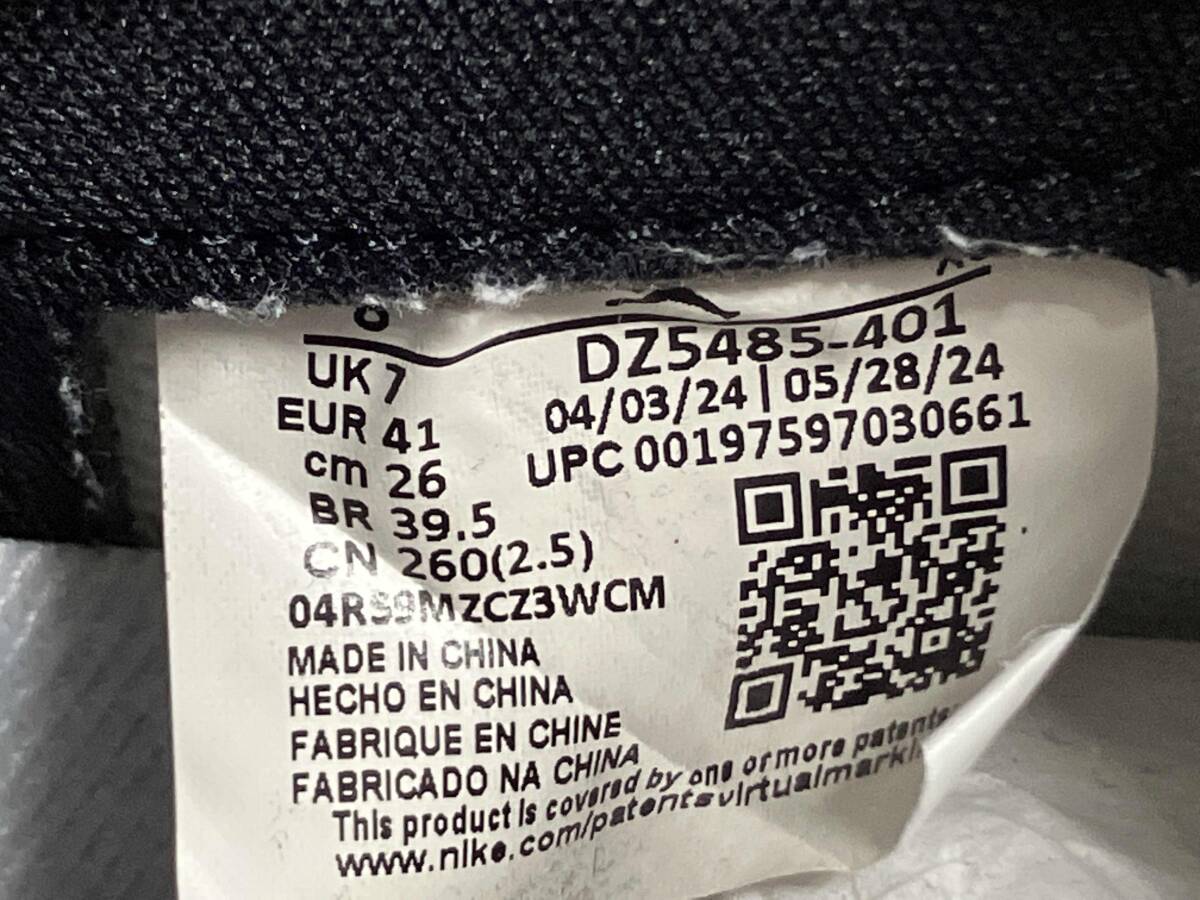 8
UK 7
EUR 41
cm 26
BR 39.5
CN 260(2.5)
04RS9MZCZ3WCM
MADE IN CHINA
HECHO EN CHINA
FABRIQUE EN CHINE
FABRICADO NA CHINA
DZ5485-401
04/03/24|05/28/24
UPC 00197597030661
This product is covered by one or more patents
www.nike.com/patentsvirtualmarki